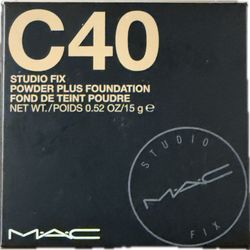 C40
STUDIO FIX
POWDER PLUS FOUNDATION
FOND DE TEINT POUDRE
NET WT./POIDS 0.52 OZ/15 g ℮
STUDIO
M·A·C
FIX
M·A·C